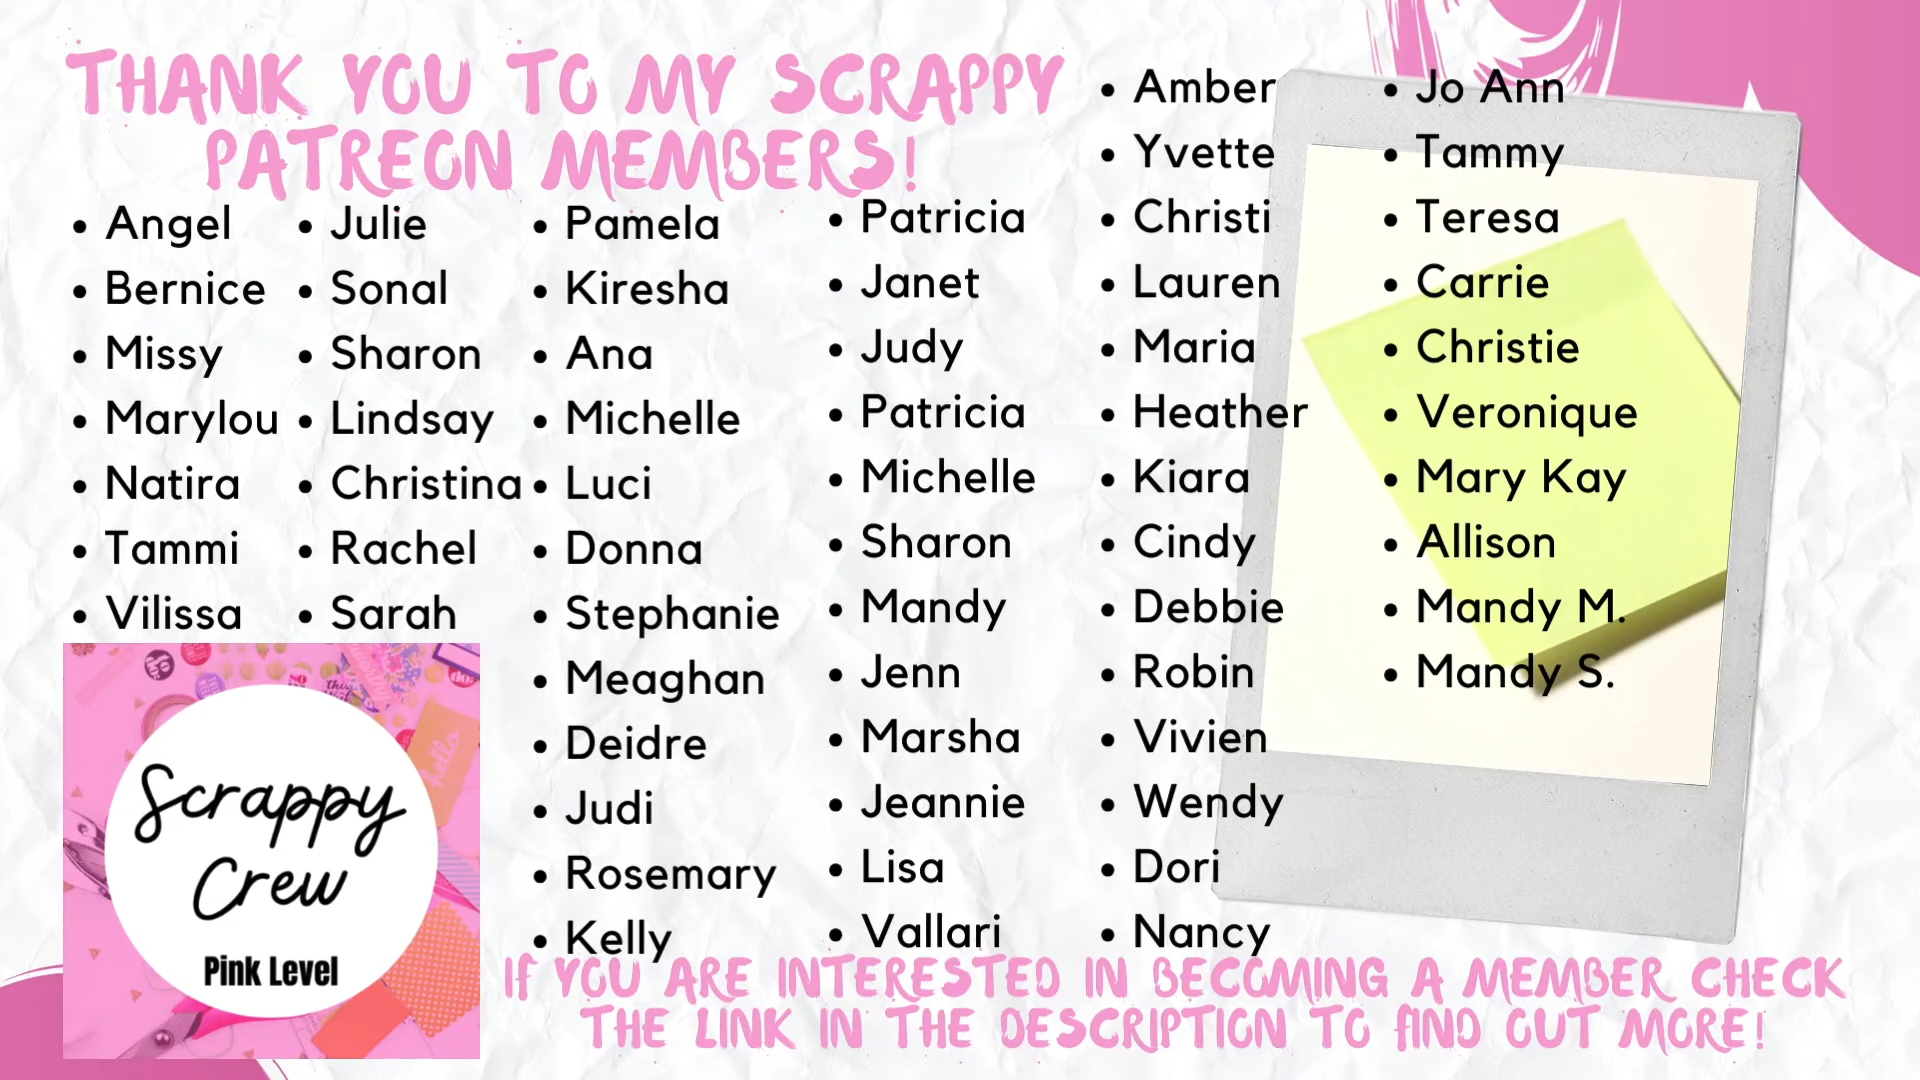 THANK YOU TO MY SCRAPPY
PATREON MEMBERS!
• Angel
• Bernice
• Missy
• Marylou
• Natira
• Tammi
• Vilissa
• Julie
• Sonal
• Sharon
• Lindsay
• Christina
• Rachel
• Sarah
• Pamela
• Kiresha
• Ana
• Michelle
• Luci
• Donna
• Stephanie
• Meaghan
• Deidre
• Judi
• Rosemary
• Kelly
• Patricia
• Janet
• Judy
• Patricia
• Michelle
• Sharon
• Mandy
• Jenn
• Marsha
• Jeannie
• Lisa
• Vallari
• Amber
• Yvette
• Christi
• Lauren
• Maria
• Heather
• Kiara
• Cindy
• Debbie
• Robin
• Vivien
• Wendy
• Dori
• Nancy
• Jo Ann
• Tammy
• Teresa
• Carrie
• Christie
• Veronique
• Mary Kay
• Allison
• Mandy M.
• Mandy S.
hello
Scrappy
Crew
Pink Level
IF YOU ARE INTERESTED IN BECOMING A MEMBER CHECK
THE LINK IN THE DESCRIPTION TO FIND OUT MORE!